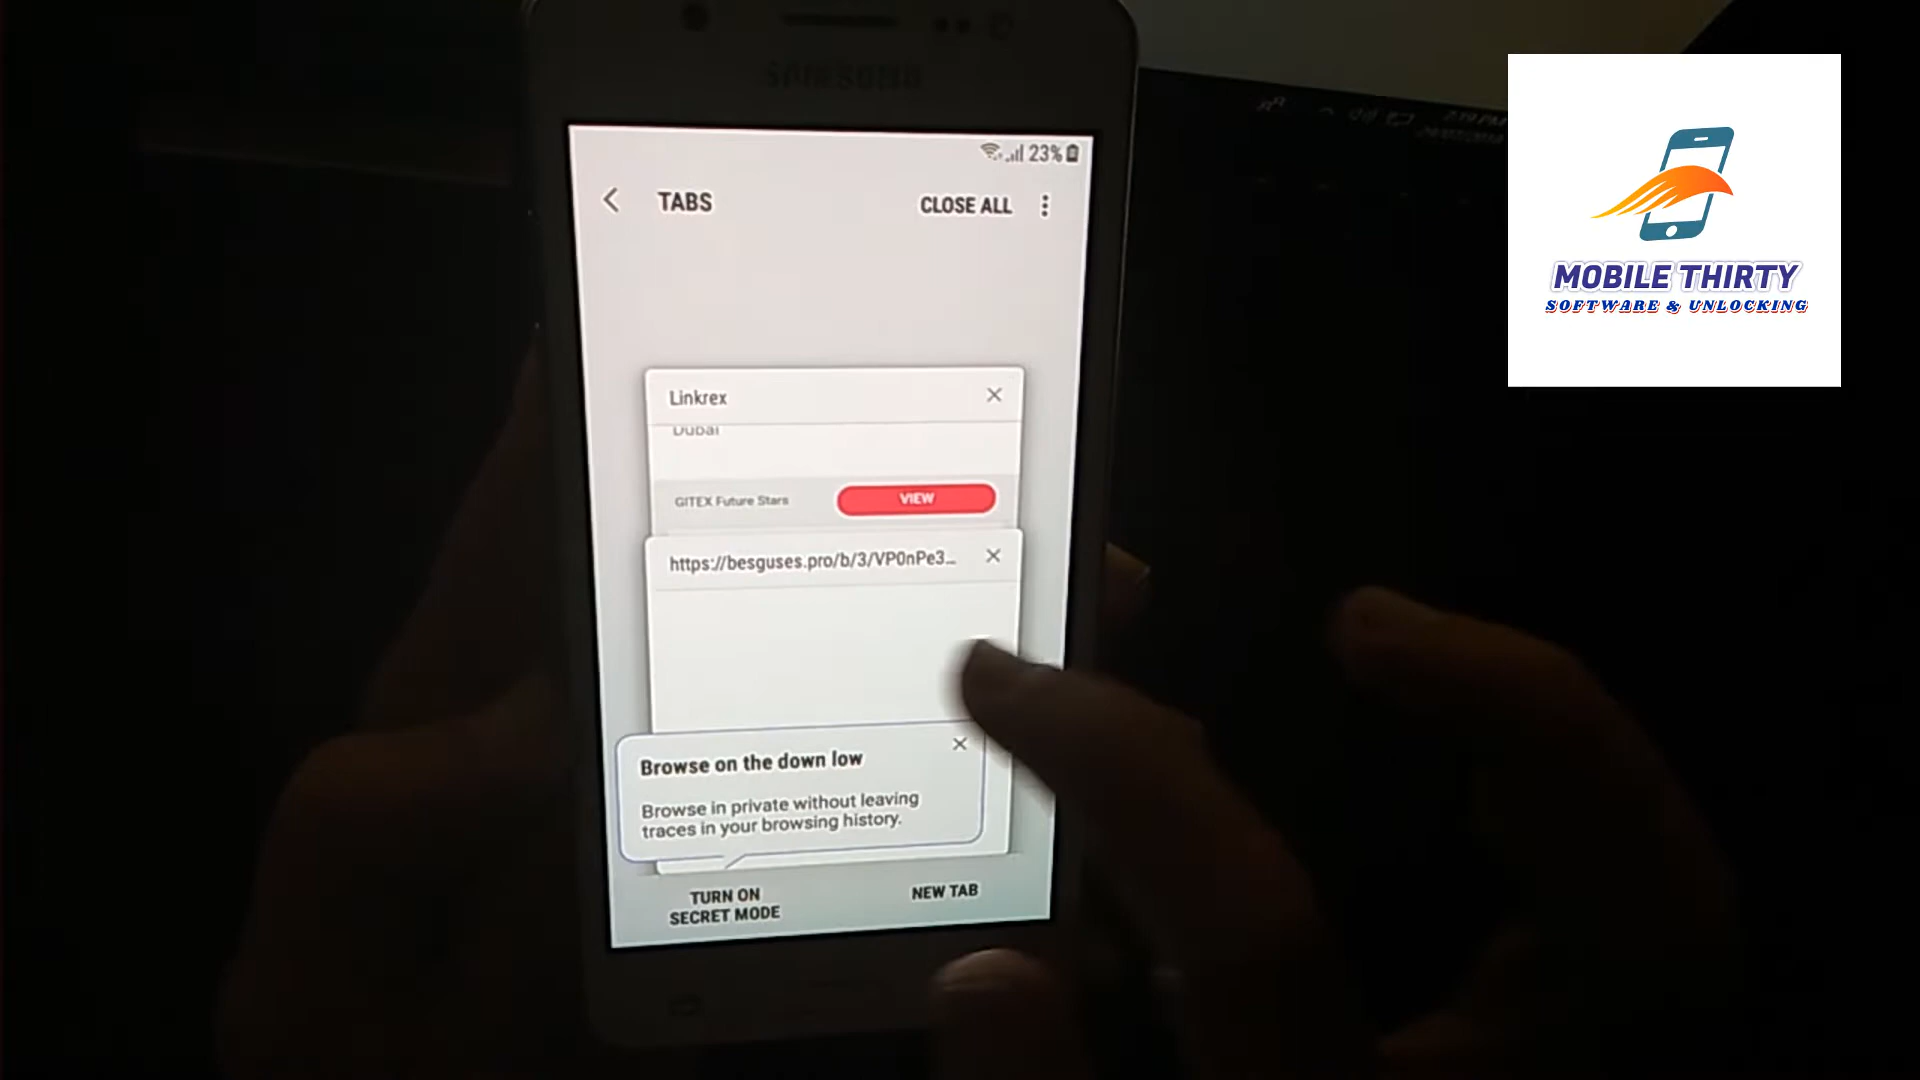 SAMSUNG
23%
TABS
CLOSE ALL
Linkrex
Dubai
GITEX Future Stars
VIEW
https://besguses.pro/b/3/VP0nPe3...
Browse on the down low
Browse in private without leaving
traces in your browsing history.
TURN ON
SECRET MODE
NEW TAB
MOBILE THIRTY
SOFTWARE & UNLOCKING